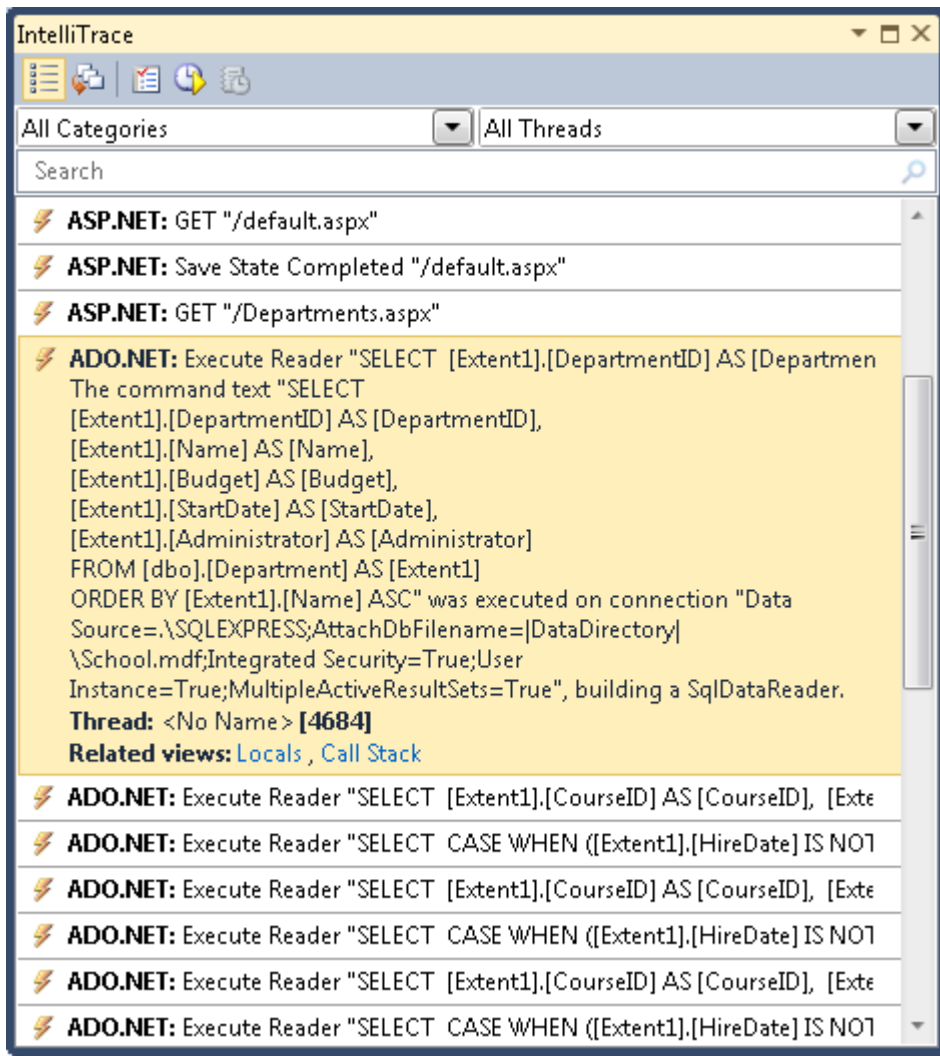 IntelliTrace
All Categories
All Threads
Search
ASP.NET: GET "/default.aspx"
ASP.NET: Save State Completed "/default.aspx"
ASP.NET: GET "/Departments.aspx"
ADO.NET: Execute Reader "SELECT [Extent1].[DepartmentID] AS [Departmen
The command text "SELECT
[Extent1].[DepartmentID] AS [DepartmentID],
[Extent1].[Name] AS [Name],
[Extent1].[Budget] AS [Budget],
[Extent1].[StartDate] AS [StartDate],
[Extent1].[Administrator] AS [Administrator]
FROM [dbo].[Department] AS [Extent1]
ORDER BY [Extent1].[Name] ASC" was executed on connection "Data
Source=.\SQLEXPRESS;AttachDbFilename=|DataDirectory|
\School.mdf;Integrated Security=True;User
Instance=True;MultipleActiveResultSets=True", building a SqlDataReader.
Thread: <No Name> [4684]
Related views: Locals , Call Stack
ADO.NET: Execute Reader "SELECT [Extent1].[CourseID] AS [CourseID], [Exte
ADO.NET: Execute Reader "SELECT CASE WHEN ([Extent1].[HireDate] IS NOT
ADO.NET: Execute Reader "SELECT [Extent1].[CourseID] AS [CourseID], [Exte
ADO.NET: Execute Reader "SELECT CASE WHEN ([Extent1].[HireDate] IS NOT
ADO.NET: Execute Reader "SELECT [Extent1].[CourseID] AS [CourseID], [Exte
ADO.NET: Execute Reader "SELECT CASE WHEN ([Extent1].[HireDate] IS NOT